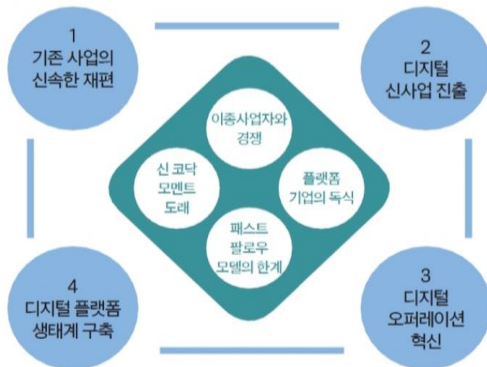 1
기존 사업의
신속한 재편
2
디지털
신사업 진출
이종사업자와
경쟁
신 코닥
모멘트
도래
플랫폼
기업의 독식
패스트
팔로우
모델의 한계
4
디지털 플랫폼
생태계 구축
3
디지털
오퍼레이션
혁신